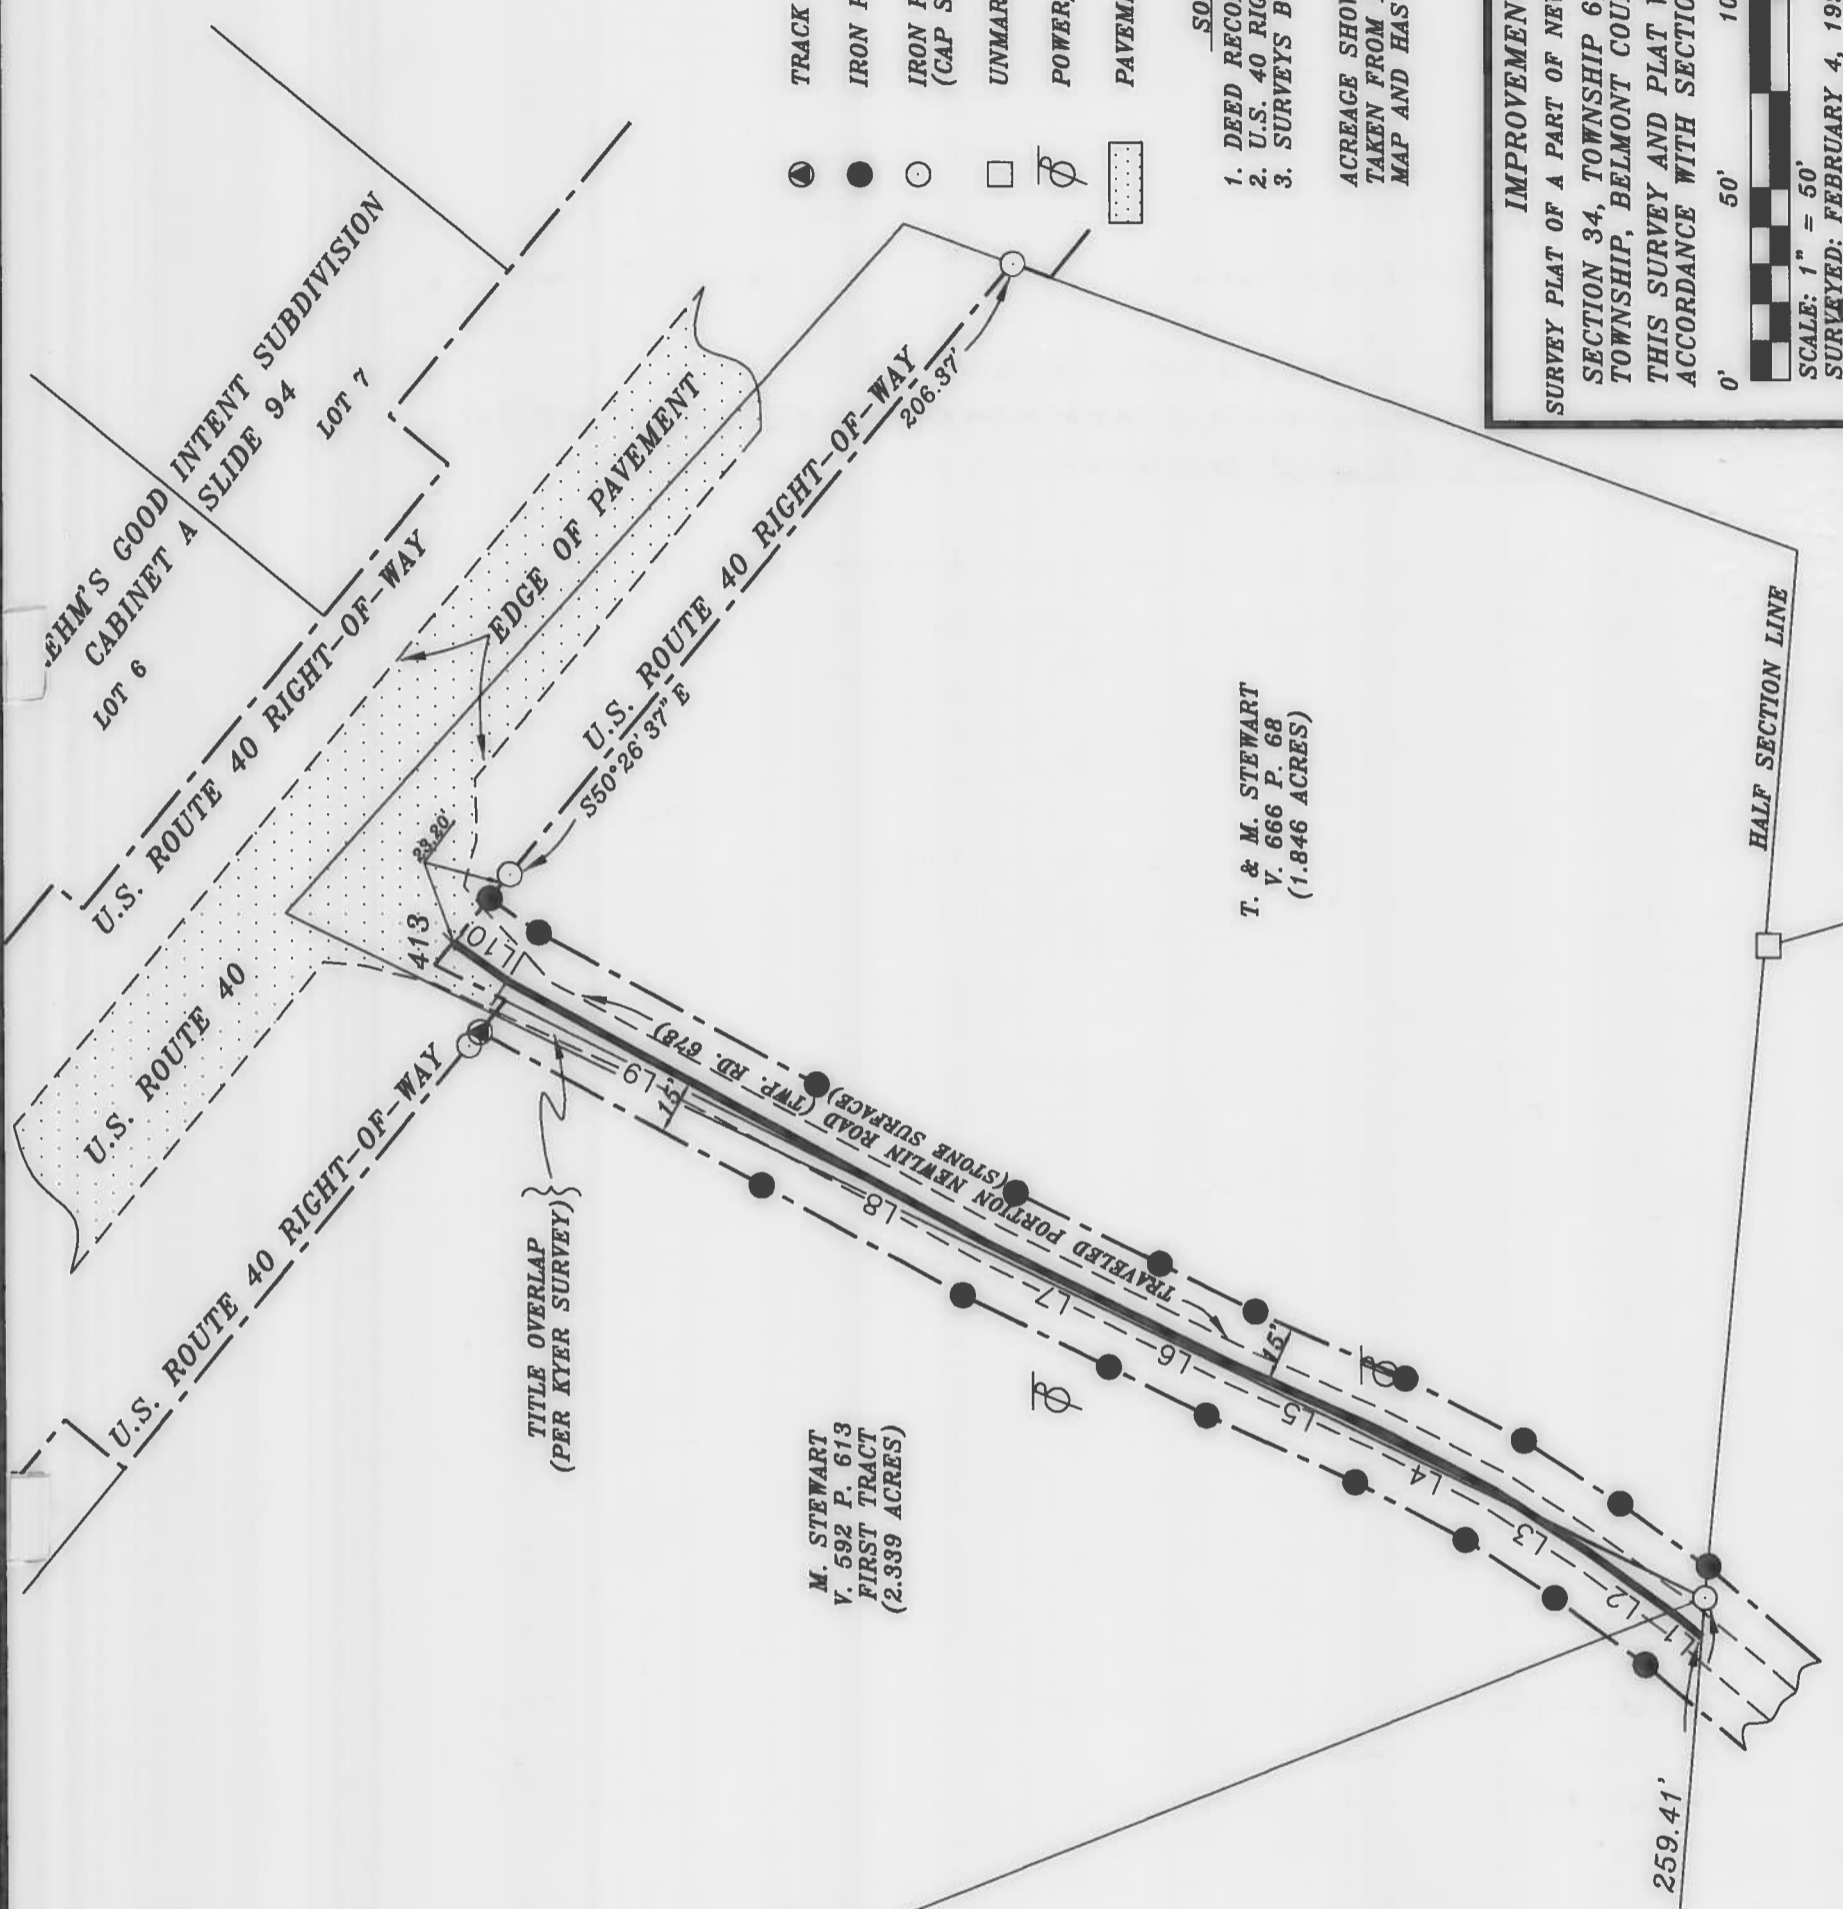 LEHM'S GOOD INTENT SUBDIVISION
CABINET A SLIDE 94
LOT 6
LOT 7
U.S. ROUTE 40 RIGHT-OF-WAY
U.S. ROUTE 40
EDGE OF PAVEMENT
U.S. ROUTE 40 RIGHT-OF-WAY
S50°26'37"E
206.37'
23.20'
413
U.S. ROUTE 40 RIGHT-OF-WAY
TITLE OVERLAP
(PER KYER SURVEY)
L10
L9
L8
L7
L6
L5
L4
L3
L2
L1
15'
15'
TRAVELED PORTION NEWLIN ROAD (TWP. RD. 678)
(STONE SURFACE)
M. STEWART
V. 592 P. 613
FIRST TRACT
(2.339 ACRES)
T. & M. STEWART
V. 666 P. 68
(1.846 ACRES)
HALF SECTION LINE
259.41'
TRACK
IRON
IRON
(CAP
UNMAR
POWER
PAVEM
SO
1. DEED RECO
2. U.S. 40 RIG
3. SURVEYS B
ACREAGE SHO
TAKEN FROM
MAP AND HAS
IMPROVEMEN
SURVEY PLAT OF A PART OF NE
SECTION 34, TOWNSHIP 6
TOWNSHIP, BELMONT COU
THIS SURVEY AND PLAT
ACCORDANCE WITH SECTIO
0' 50' 10
SCALE: 1" = 50'
SURVEYED: FEBRUARY 4, 199